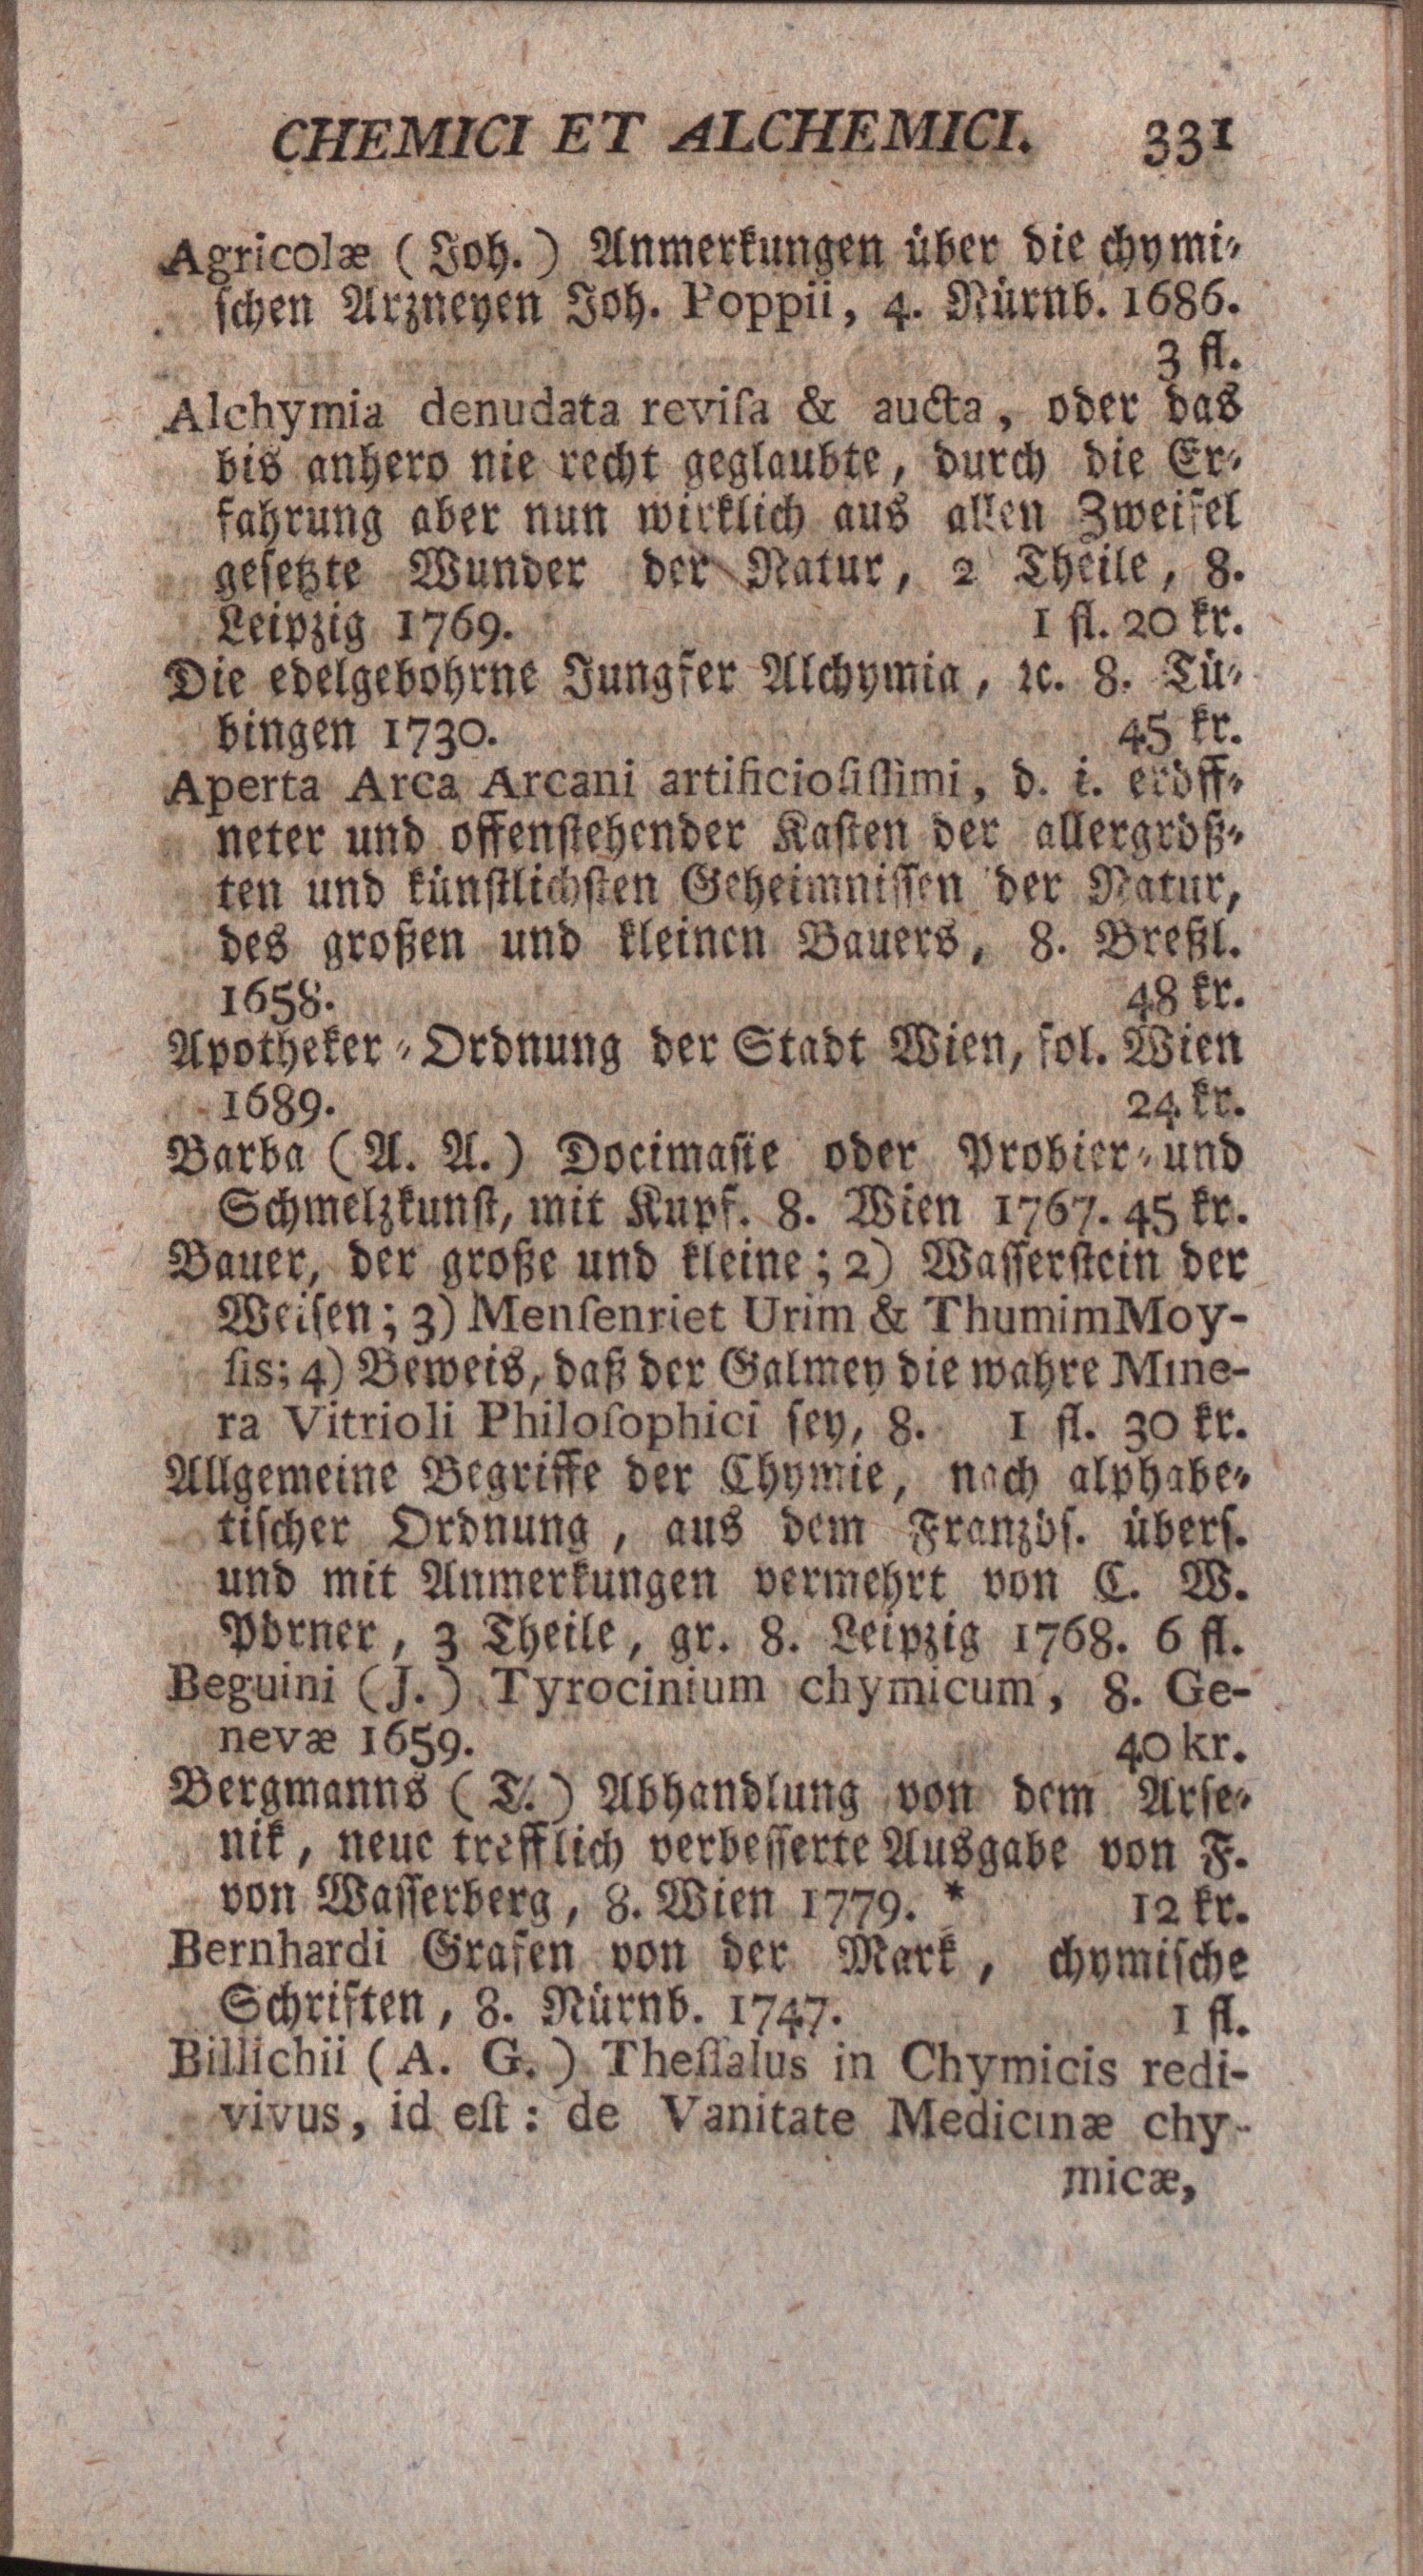 CHEMICI ET ALCHEMICI. 331
Agricolæ (Joh.) Anmerkungen über die chymi-
schen Arzneyen Joh. Poppii, 4. Nürnb. 1686.
3 fl.
Alchymia denudata reviſa & aucta, oder das
bis anhero nie recht geglaubte, durch die Er-
fahrung aber nun wirklich aus allen Zweifel
gesetzte Wunder der Natur, 2 Theile, 8.
Leipzig 1769. 1 fl. 20 kr.
Die edelgebohrne Jungfer Alchymia, ꝛc. 8. Tü-
bingen 1730. 45 kr.
Aperta Arca Arcani artificioſiſſimi, d. i. eröff-
neter und offenstehender Kasten der allergröß-
ten und künstlichsten Geheimnissen der Natur,
des großen und kleinen Bauers, 8. Breßl.
1658. 48 kr.
Apotheker-Ordnung der Stadt Wien, fol. Wien
1689. 24 kr.
Barba (A. A.) Docimasie oder Probier- und
Schmelzkunst, mit Kupf. 8. Wien 1767. 45 kr.
Bauer, der große und kleine; 2) Wasserstein der
Weisen; 3) Menſenriet Urim & Thumim Moy-
ſis; 4) Beweis, daß der Galmey die wahre Mine-
ra Vitrioli Philoſophici sey, 8. 1 fl. 30 kr.
Allgemeine Begriffe der Chymie, nach alphabe-
tischer Ordnung, aus dem Französ. übers.
und mit Anmerkungen vermehrt von C. W.
Pörner, 3 Theile, gr. 8. Leipzig 1768. 6 fl.
Beguini (J.) Tyrocinium chymicum, 8. Ge-
nevæ 1659. 40 kr.
Bergmanns (T.) Abhandlung von dem Arse-
nik, neue trefflich verbesserte Ausgabe von F.
von Wasserberg, 8. Wien 1779. * 12 kr.
Bernhardi Grafen von der Mark, chymische
Schriften, 8. Nürnb. 1747. 1 fl.
Billichii (A. G.) Theſſalus in Chymicis redi-
vivus, id eſt: de Vanitate Medicinæ chy-
micæ,